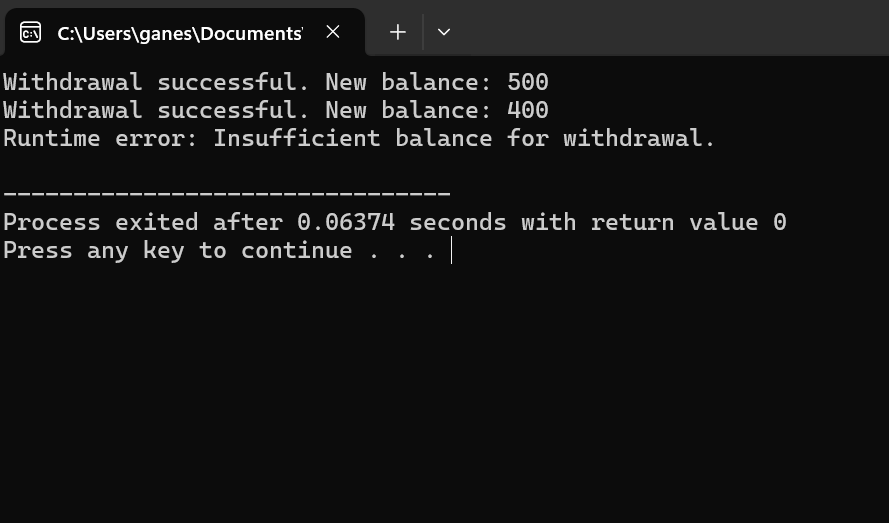 C:\Users\ganes\Documents'
Withdrawal successful. New balance: 500
Withdrawal successful. New balance: 400
Runtime error: Insufficient balance for withdrawal.
--------------------------------
Process exited after 0.06374 seconds with return value 0
Press any key to continue . . .